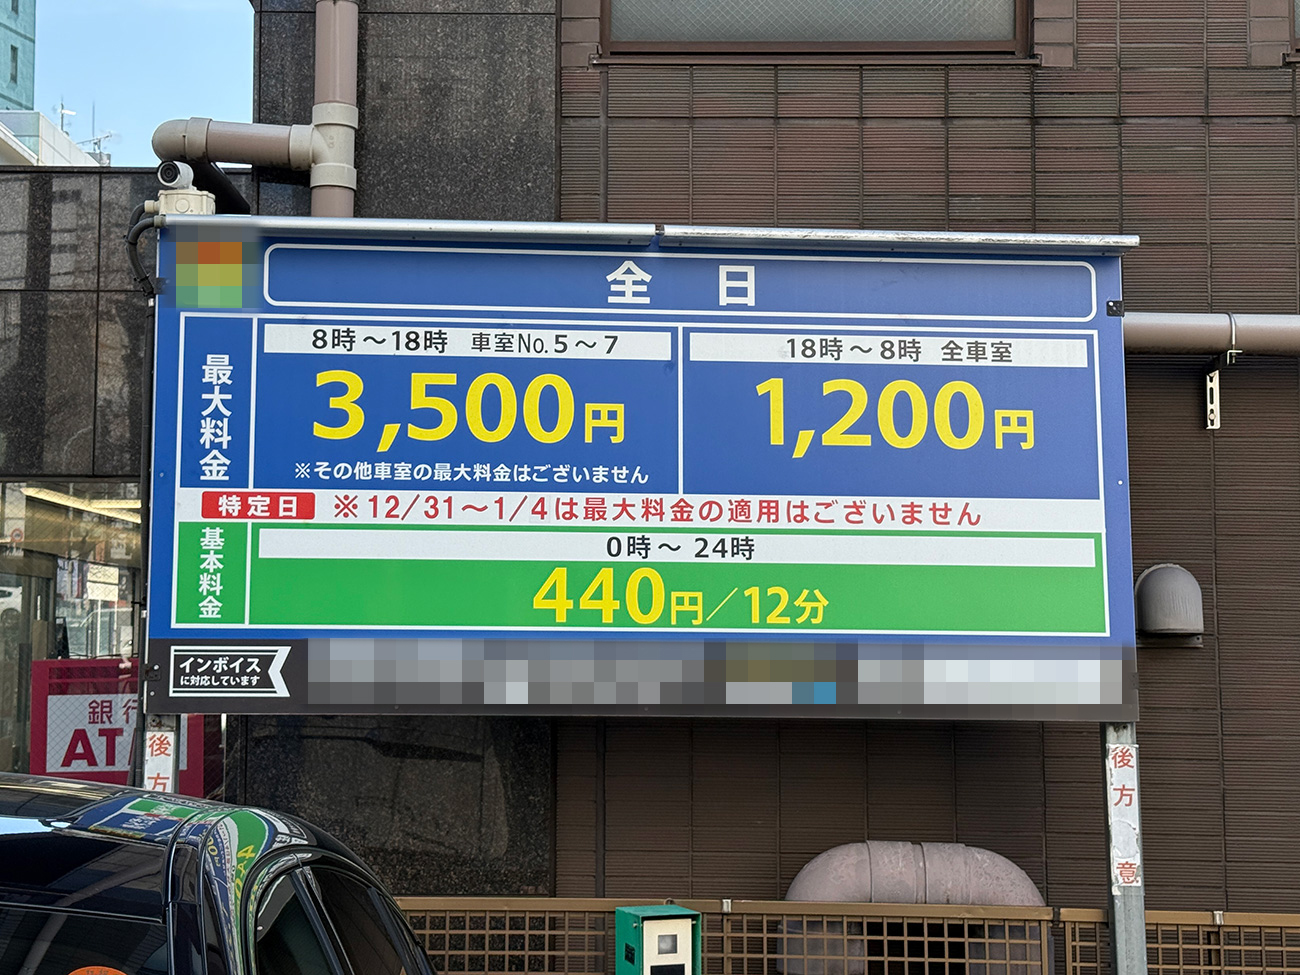 全 日
最大料金
8時～18時 車室No.5～7
3,500円
※その他車室の最大料金はございません
18時～8時 全車室
1,200円
特定日 ※12/31～1/4は最大料金の適用はございません
基本料金
0時～24時
440円／12分
インボイス
に対応しています
銀行
AT
後方
後方
意